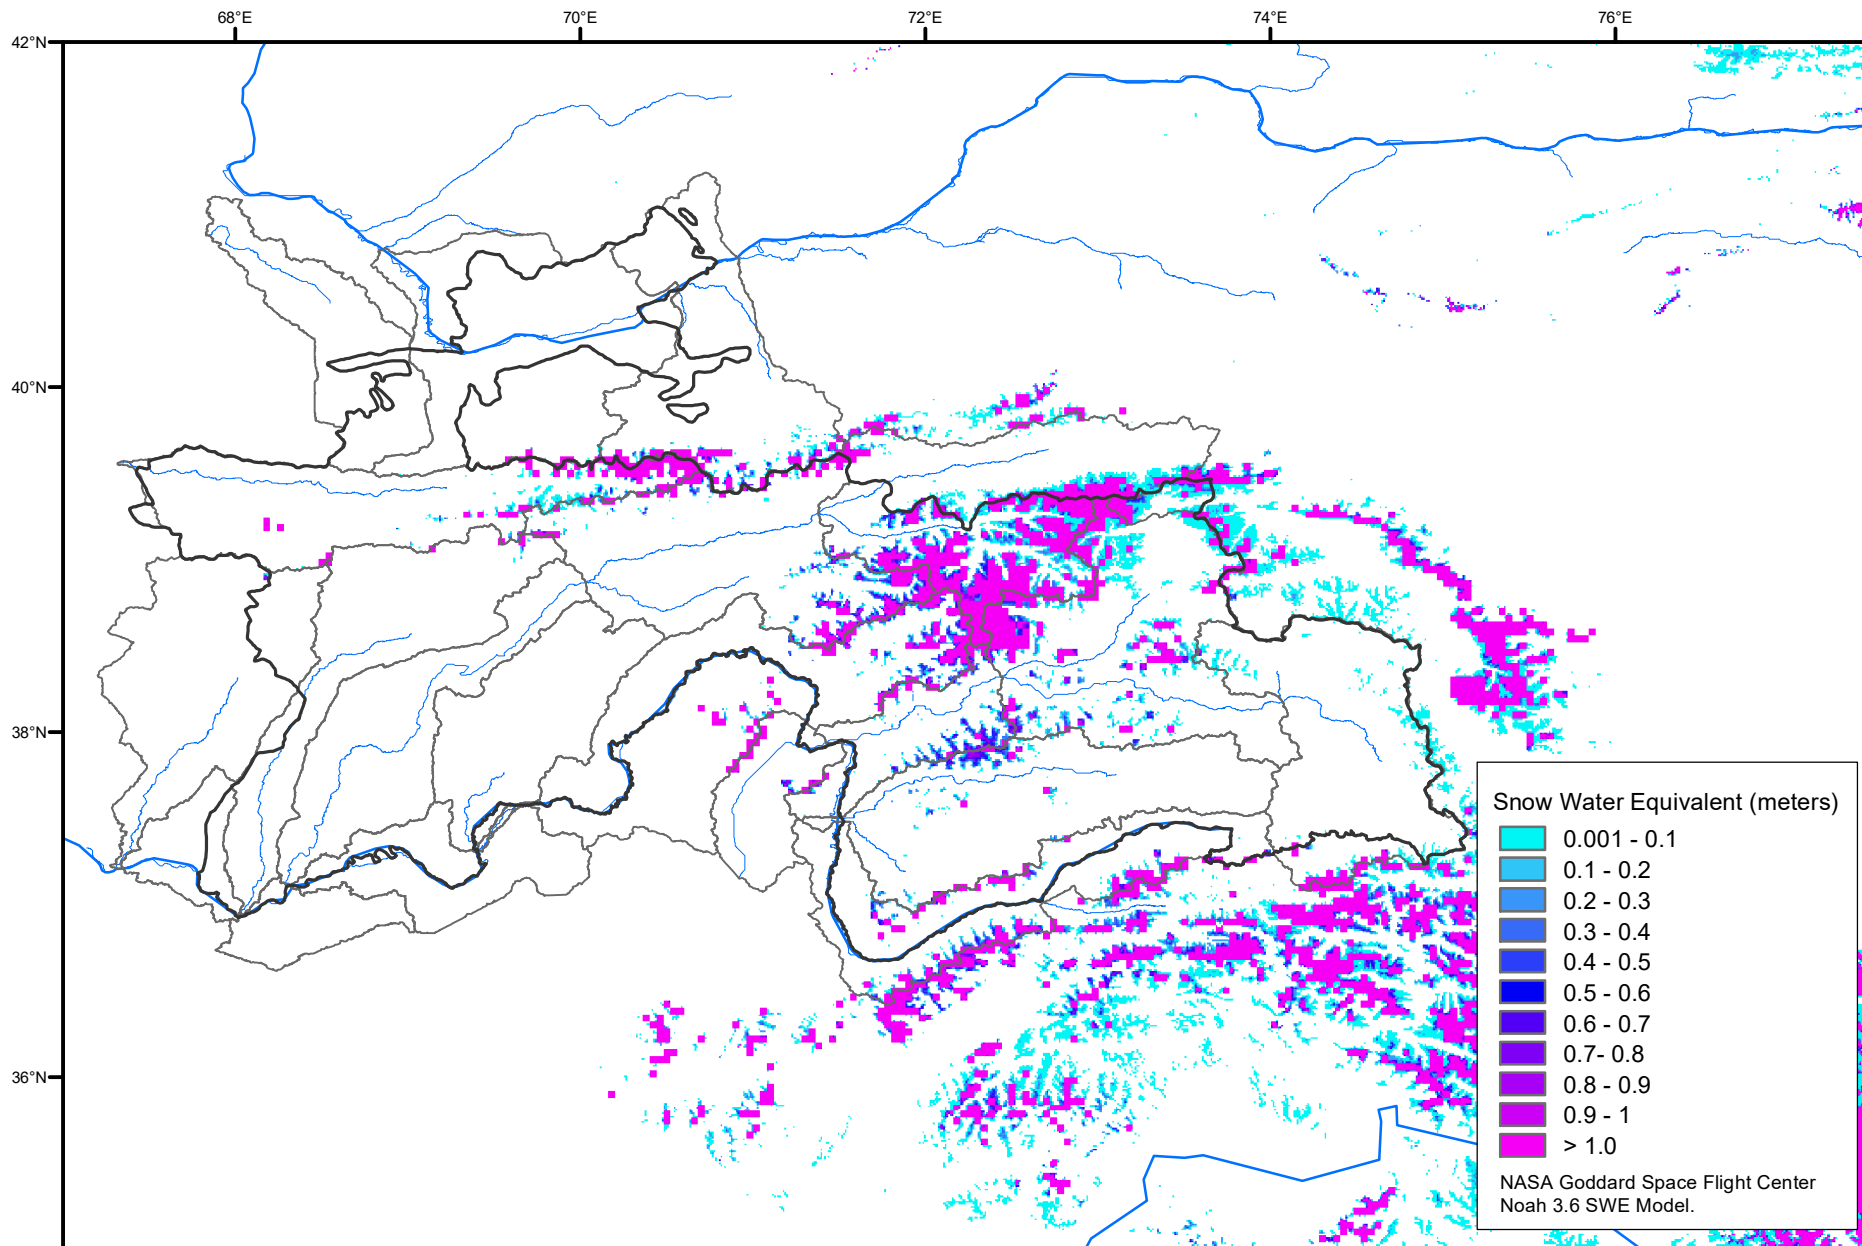 68°E 70°E 72°E 74°E 76°E
42°N
40°N
38°N
36°N
Snow Water Equivalent (meters)
0.001 - 0.1
0.1 - 0.2
0.2 - 0.3
0.3 - 0.4
0.4 - 0.5
0.5 - 0.6
0.6 - 0.7
0.7- 0.8
0.8 - 0.9
0.9 - 1
> 1.0
NASA Goddard Space Flight Center
Noah 3.6 SWE Model.